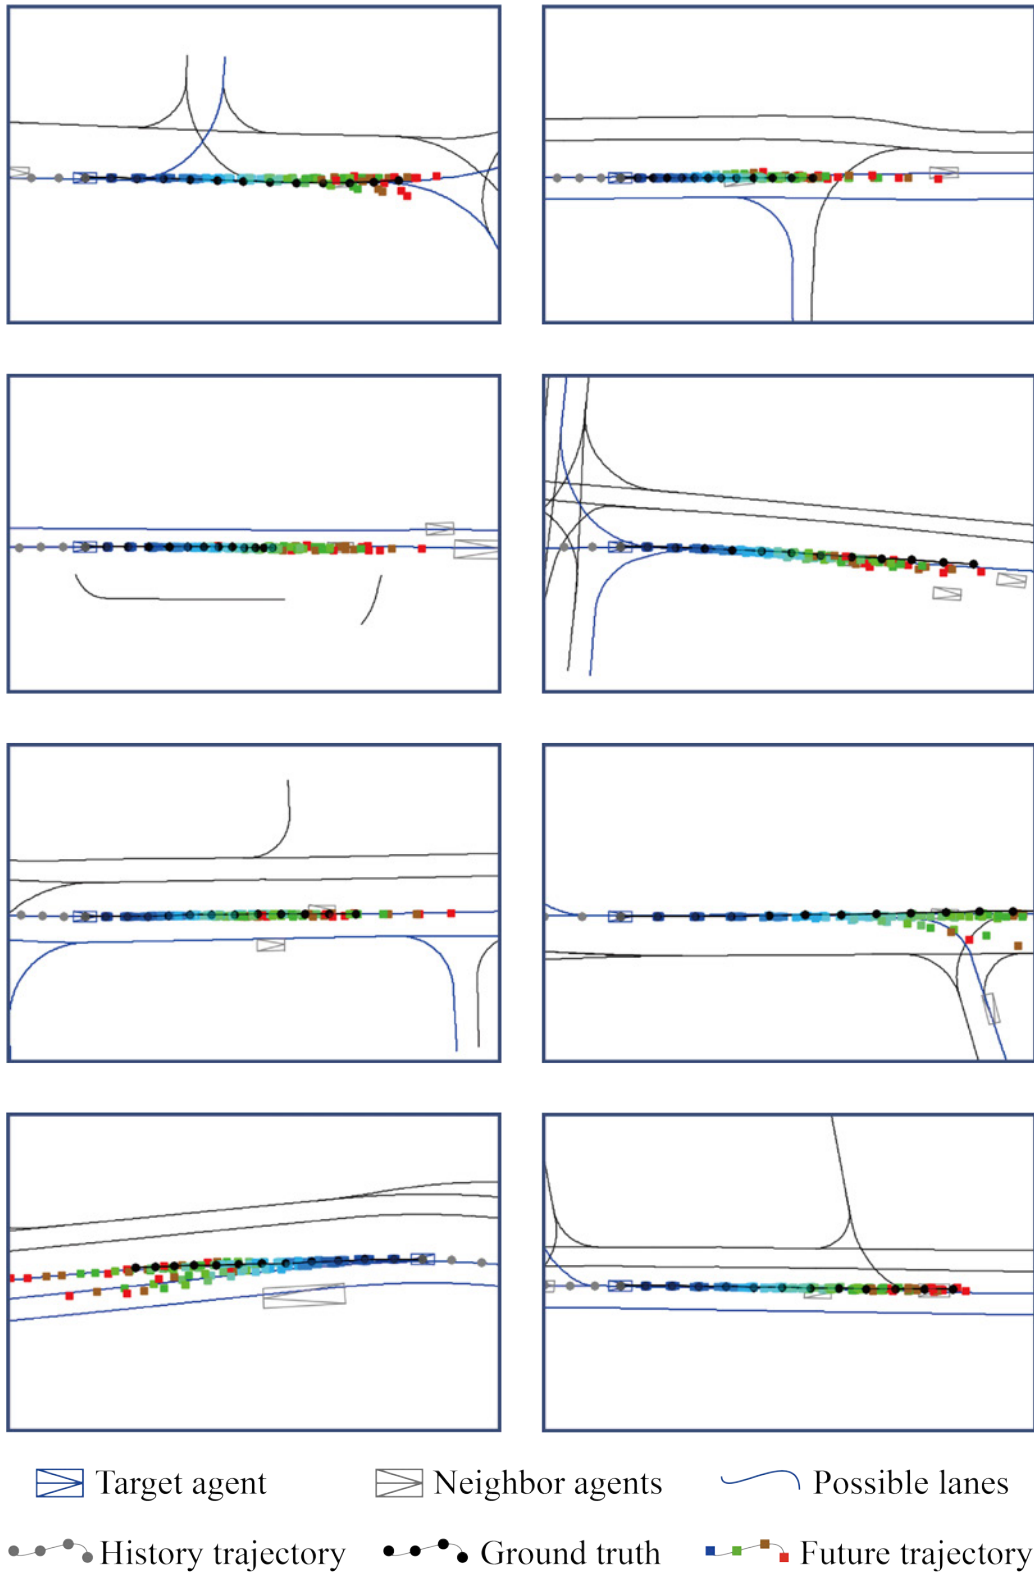 Target agent Neighbor agents Possible lanes
History trajectory Ground truth Future trajectory